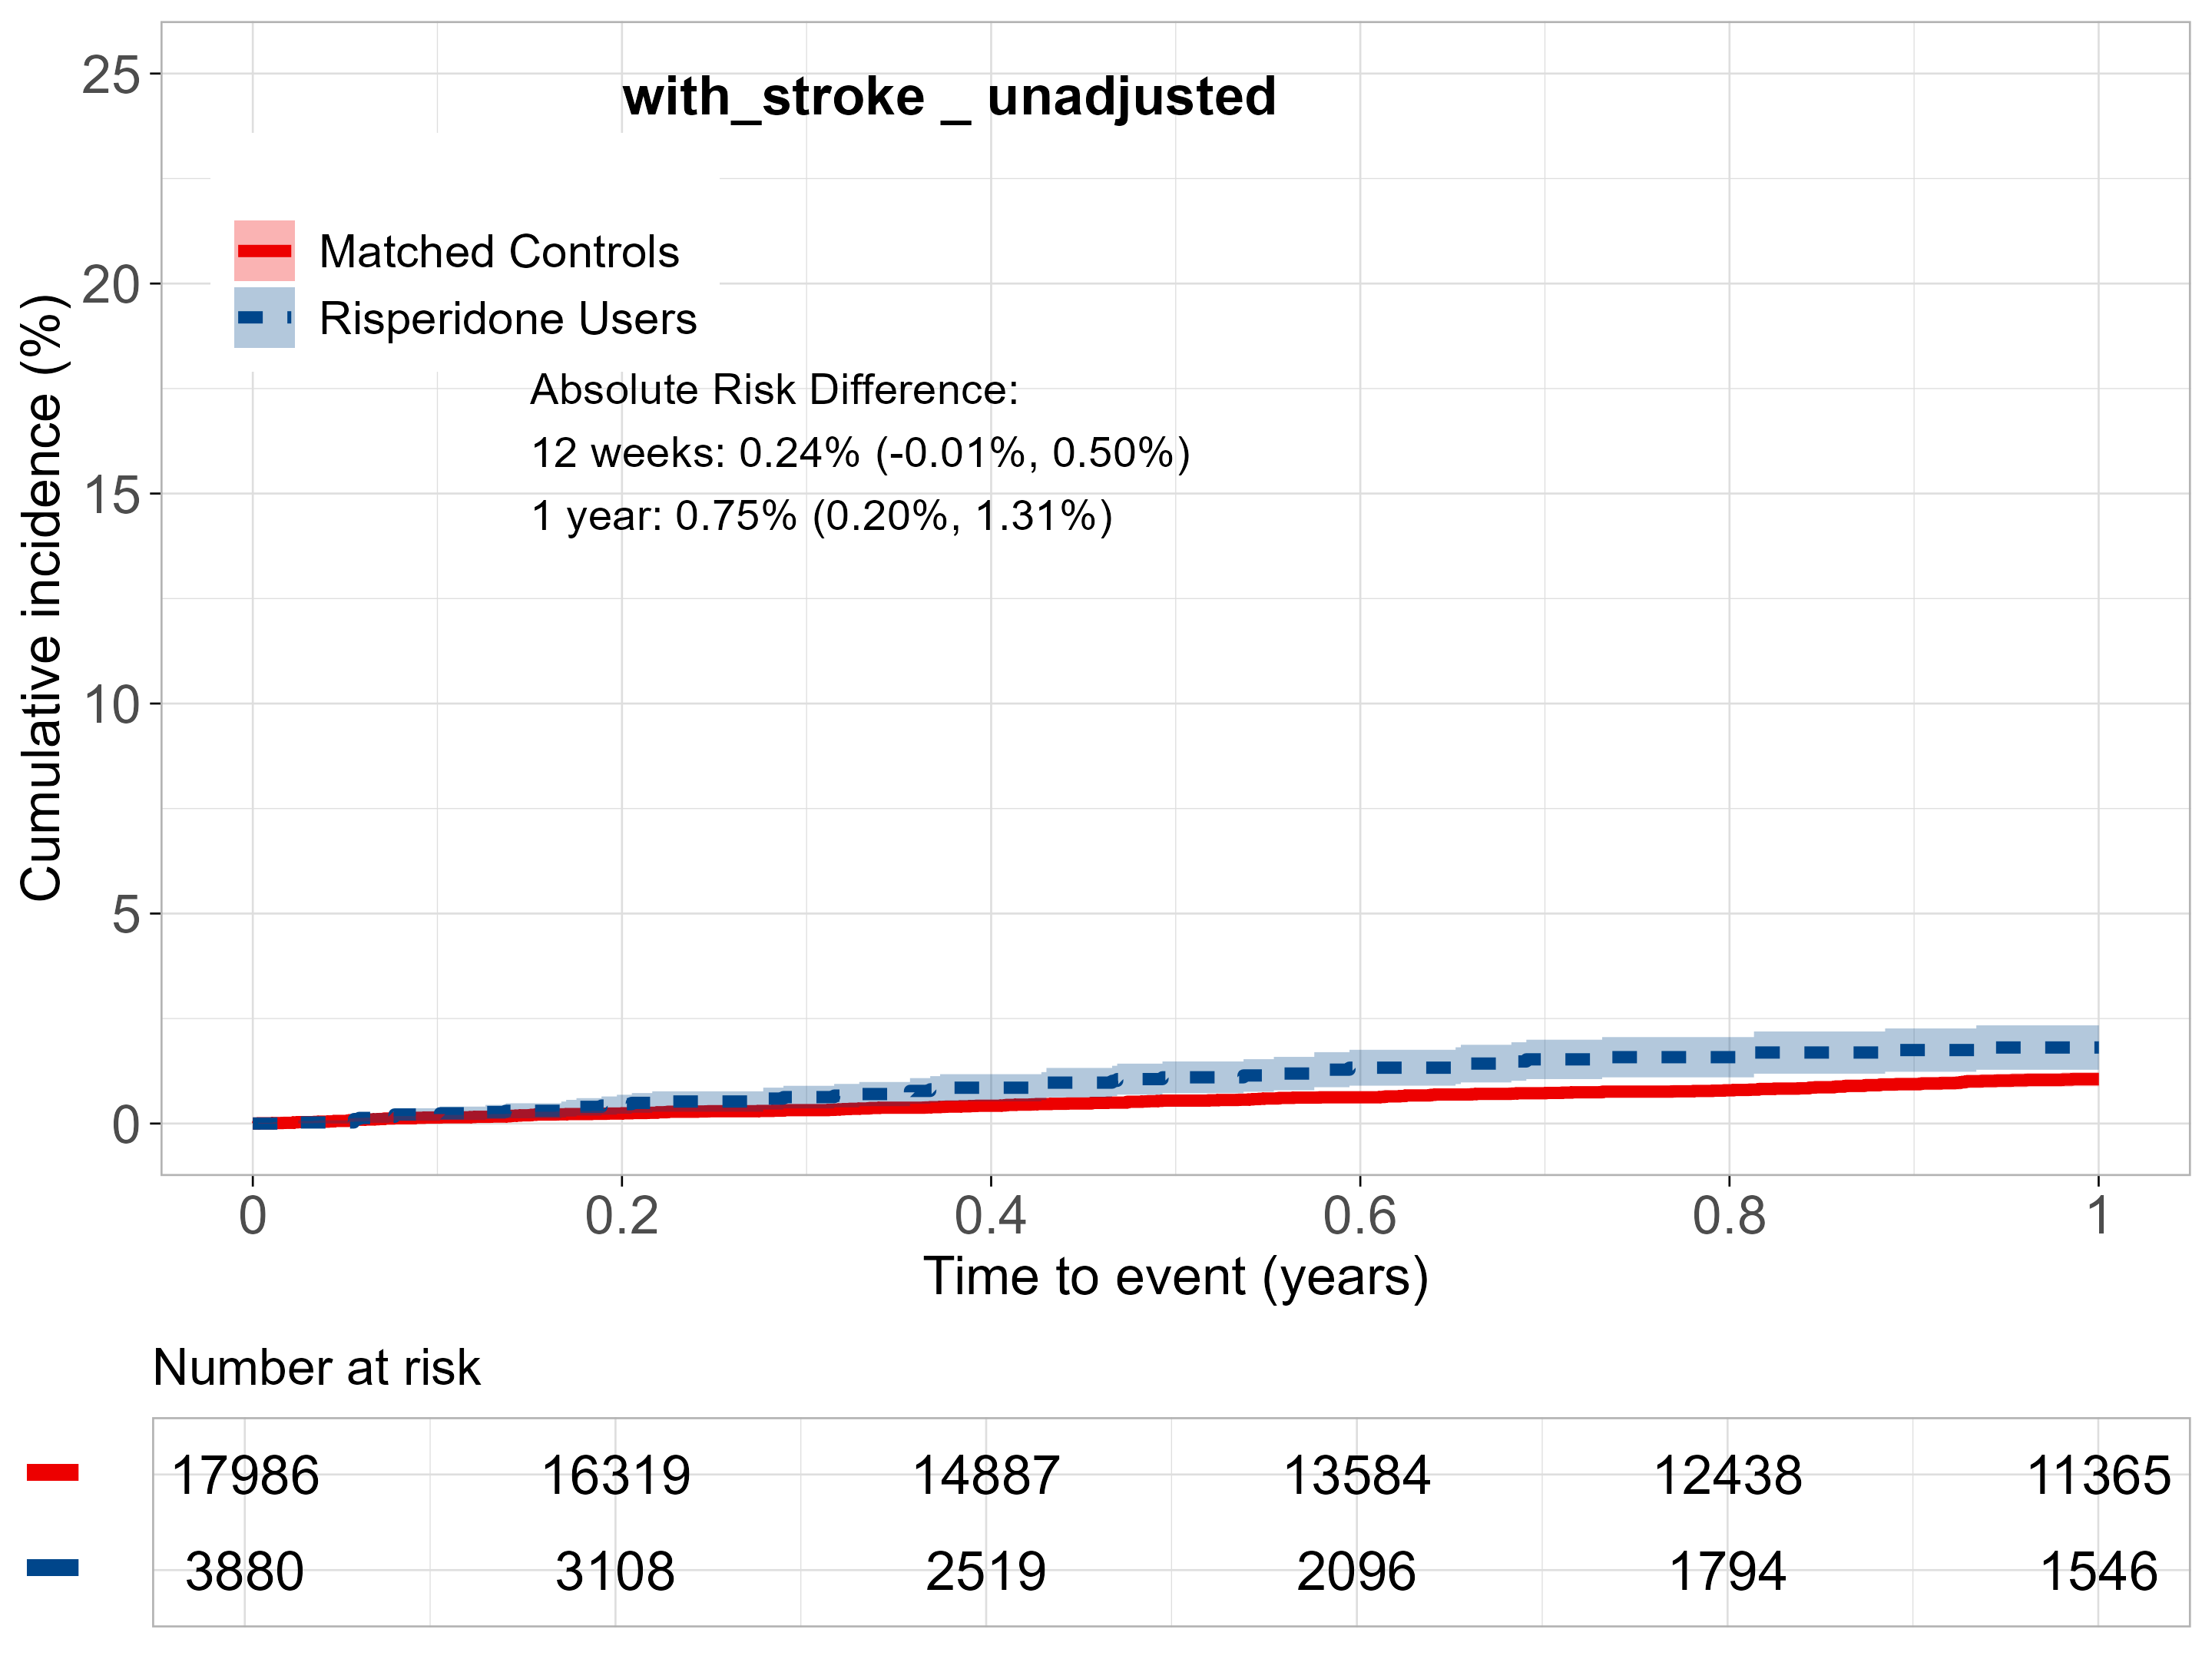 with_stroke _ unadjusted
Matched Controls
Risperidone Users
Absolute Risk Difference:
12 weeks: 0.24% (-0.01%, 0.50%)
1 year: 0.75% (0.20%, 1.31%)
Cumulative incidence (%)
25
20
15
10
5
0
0 0.2 0.4 0.6 0.8 1
Time to event (years)
Number at risk
17986 16319 14887 13584 12438 11365
3880 3108 2519 2096 1794 1546